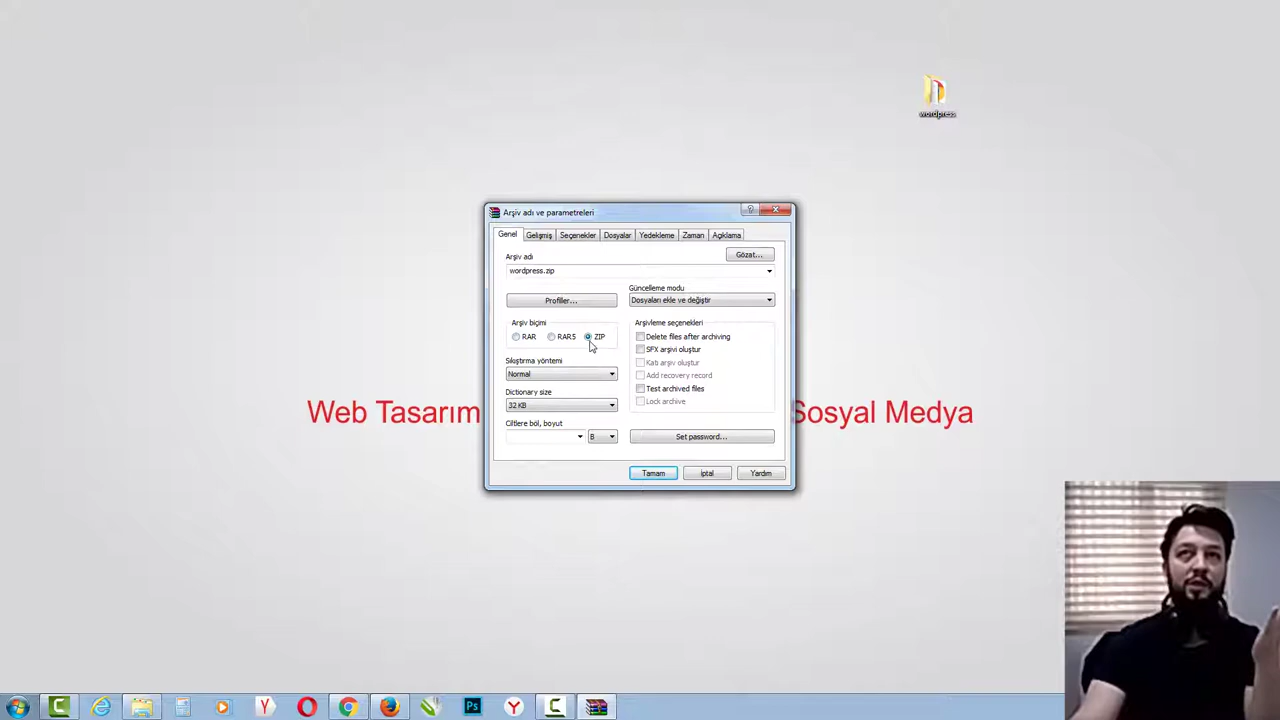 wordpress
Arşiv adı ve parametreleri
?
Genel Gelişmiş Seçenekler Dosyalar Yedekleme Zaman Açıklama
Arşiv adı
Gözat...
wordpress.zip
Güncelleme modu
Profiller...
Dosyaları ekle ve değiştir
Arşiv biçimi
RAR RAR5 ZIP
Arşivleme seçenekleri
Delete files after archiving
SFX arşivi oluştur
Katı arşiv oluştur
Add recovery record
Test archived files
Lock archive
Sıkıştırma yöntemi
Normal
Dictionary size
32 KB
Ciltlere böl, boyut
B
Set password...
Tamam İptal Yardım
Web Tasarım
Sosyal Medya
Ps